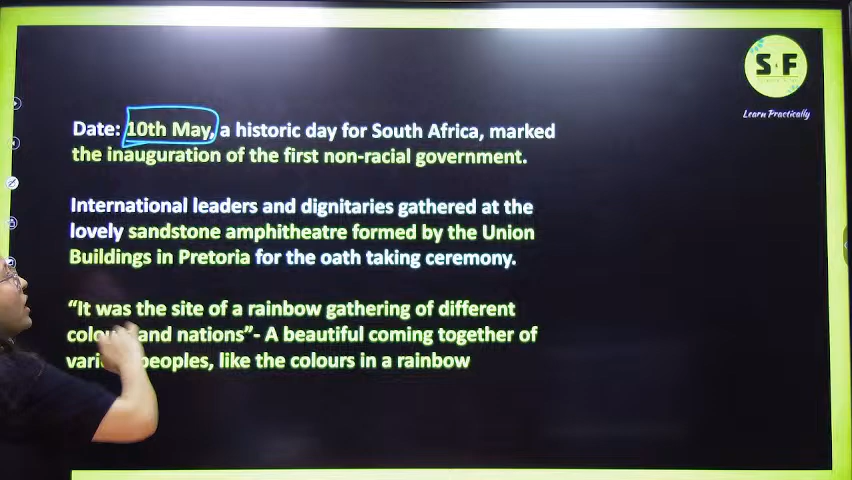 S F
Learn Practically
Date: 10th May, a historic day for South Africa, marked
the inauguration of the first non-racial government.
International leaders and dignitaries gathered at the
lovely sandstone amphitheatre formed by the Union
Buildings in Pretoria for the oath taking ceremony.
“It was the site of a rainbow gathering of different
and nations”- A beautiful coming together of
peoples, like the colours in a rainbow